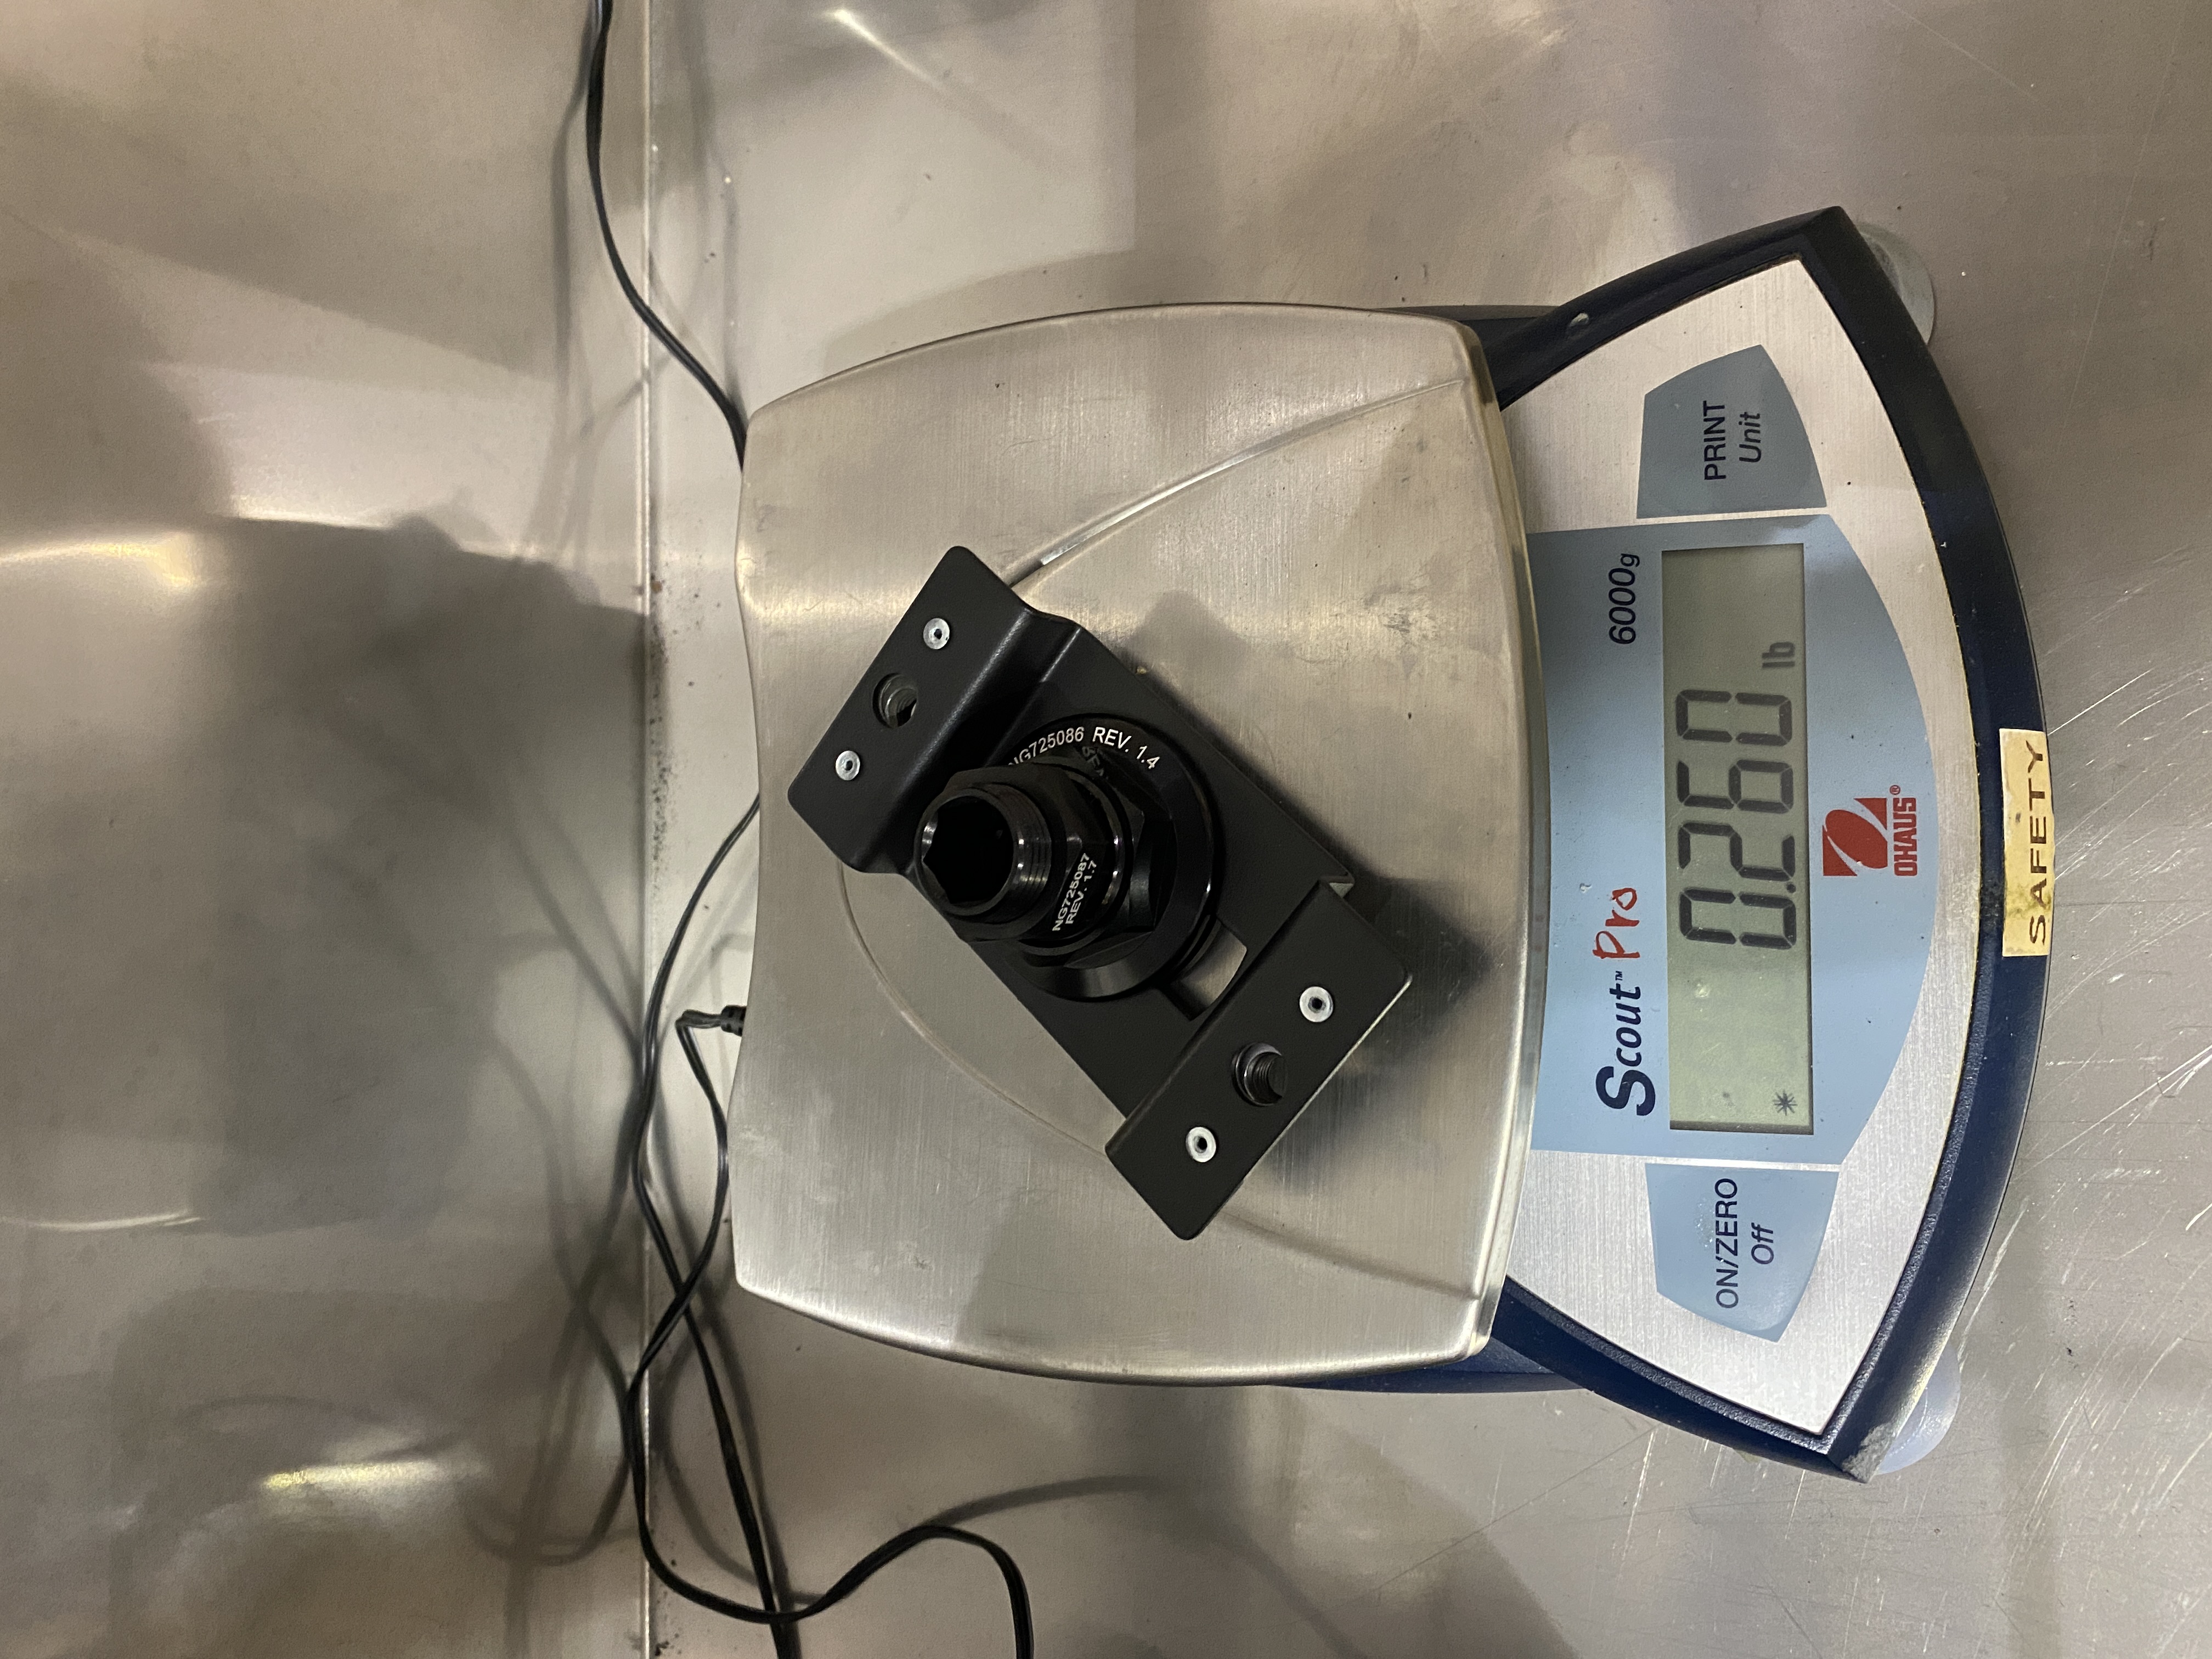 NG725086 REV. 1.4
NG725087
REV. 1.7
Scout™ Pro
6000g
ON/ZERO
Off
0.260 lb
PRINT
Unit
OHAUS®
SAFETY